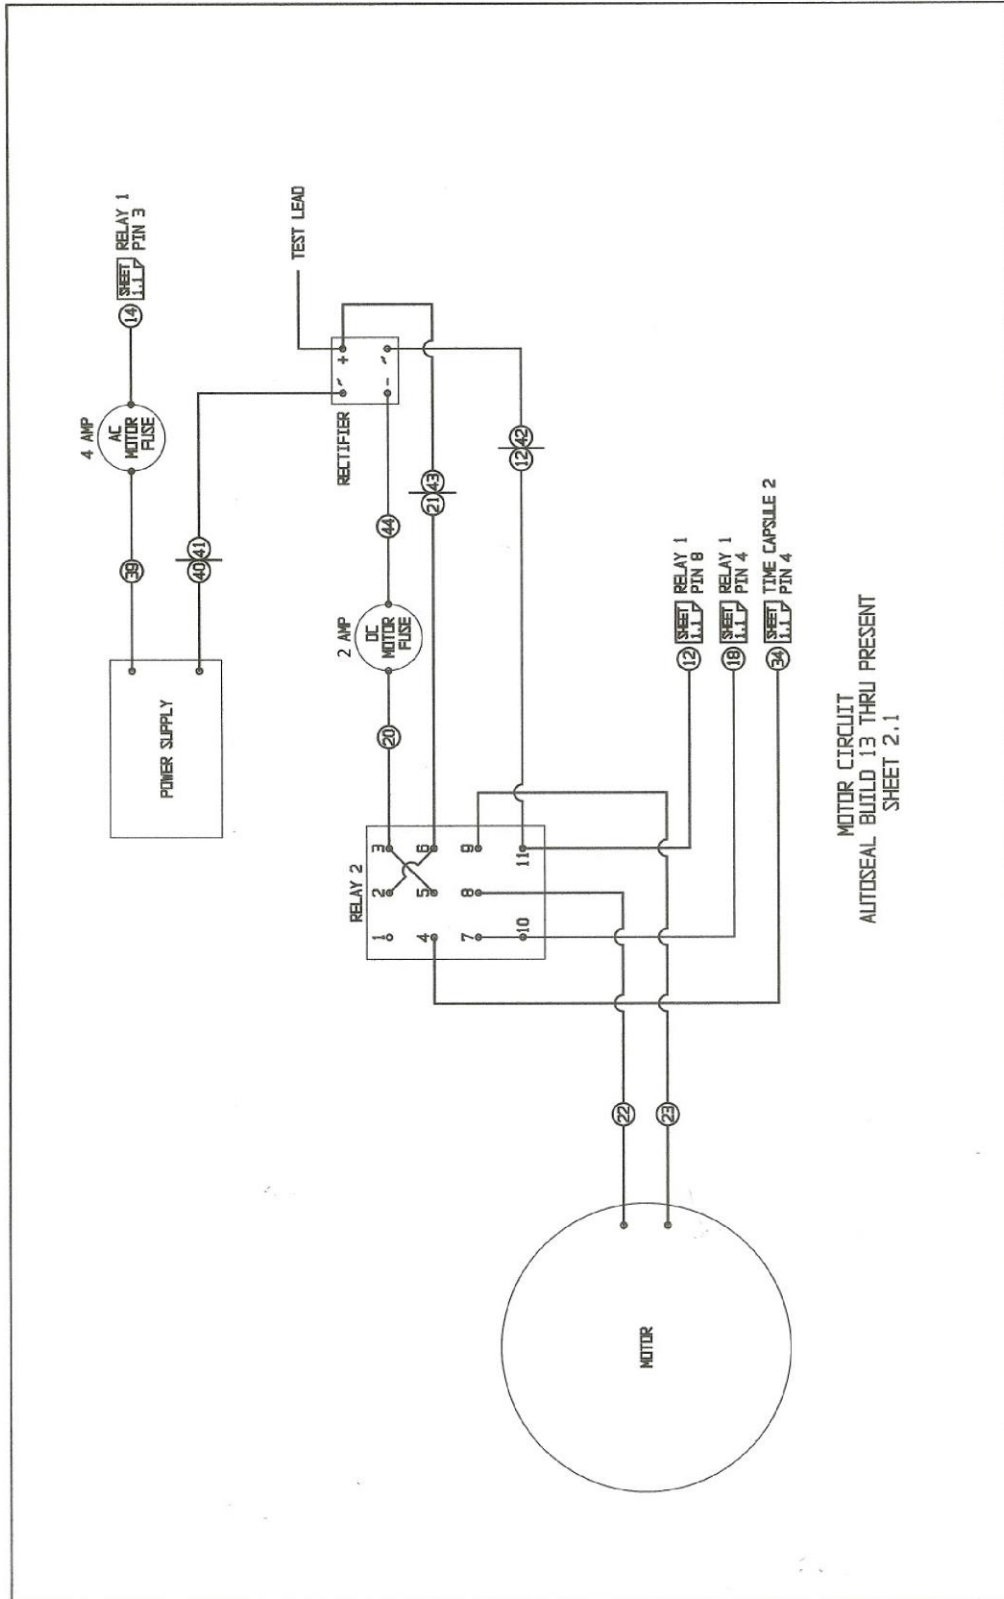 4 AMP
AC
MOTOR
FUSE
14
SHEET
1.1
RELAY 1
PIN 3
39
POWER SUPPLY
40
41
TEST LEAD
RECTIFIER
~
+
-
~
2 AMP
DC
MOTOR
FUSE
20
44
21
43
12
42
RELAY 2
1
2
3
4
5
6
7
8
9
10
11
12
SHEET
1.1
RELAY 1
PIN 8
18
SHEET
1.1
RELAY 1
PIN 4
34
SHEET
1.1
TIME CAPSULE 2
PIN 4
22
23
MOTOR
MOTOR CIRCUIT
AUTOSEAL BUILD 13 THRU PRESENT
SHEET 2.1